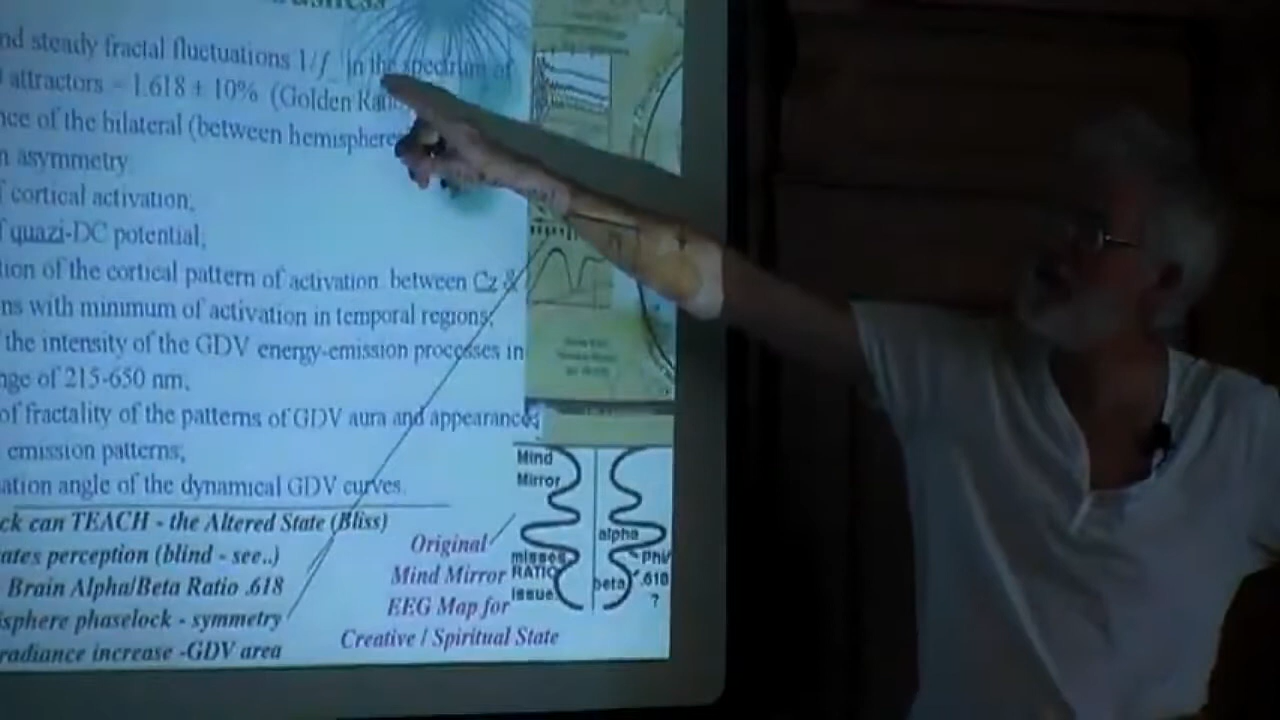 nd steady fractal fluctuations 1/f in the spectrum of
attractors - 1.618 ± 10% (Golden
ce of the bilateral (between hemisphere
n asymmetry
f cortical activation;
f quazi-DC potential;
tion of the cortical pattern of activation between Cz &
ns with minimum of activation in temporal regions;
the intensity of the GDV energy-emission processes in
nge of 215-650 nm;
of fractality of the patterns of GDV aura and appearances
emission patterns;
ation angle of the dynamical GDV curves.
ck can TEACH - the Altered State (Bliss)
ates perception (blind - see..)
Brain Alpha/Beta Ratio .618
isphere phaselock - symmetry
radiance increase -GDV area
Original
Mind Mirror
EEG Map for
Creative / Spiritual State
Mind
Mirror
misses
RATIO
issue
alpha
beta
Phi/
.618
?